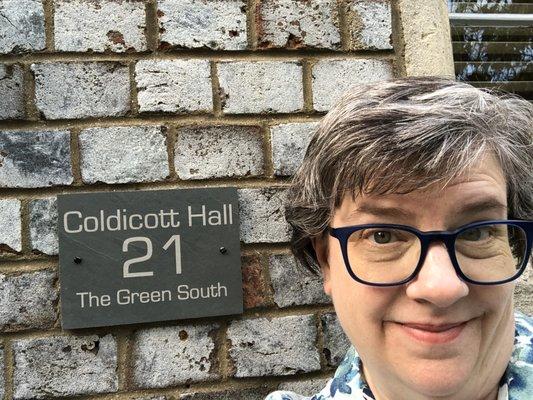 Coldicott Hall
21
The Green South